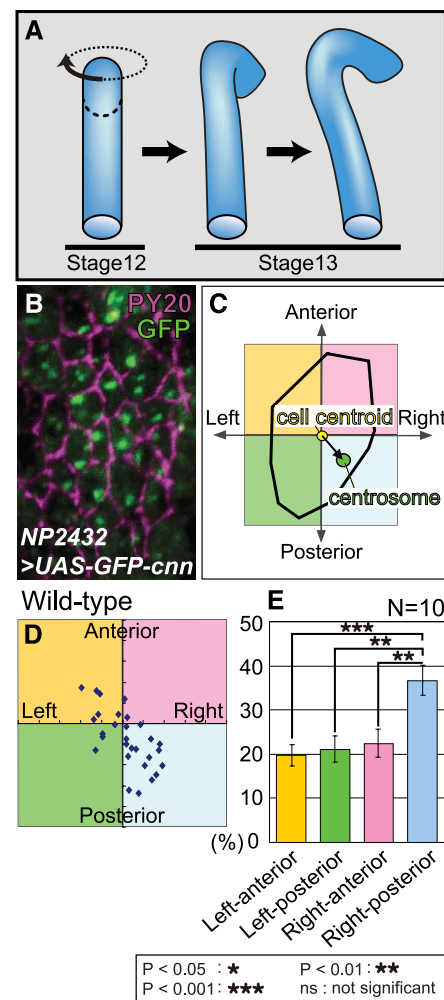 A
Stage12
Stage13
B
PY20
GFP
NP2432
>UAS-GFP-cnn
C
Anterior
Left
Right
cell centroid
centrosome
Posterior
Wild-type
D
Anterior
Left
Right
Posterior
E
N=10
***
**
**
50
40
30
20
10
0
(%)
Left-anterior
Left-posterior
Right-anterior
Right-posterior
P < 0.05 : *
P < 0.01 : **
P < 0.001 : ***
ns : not significant